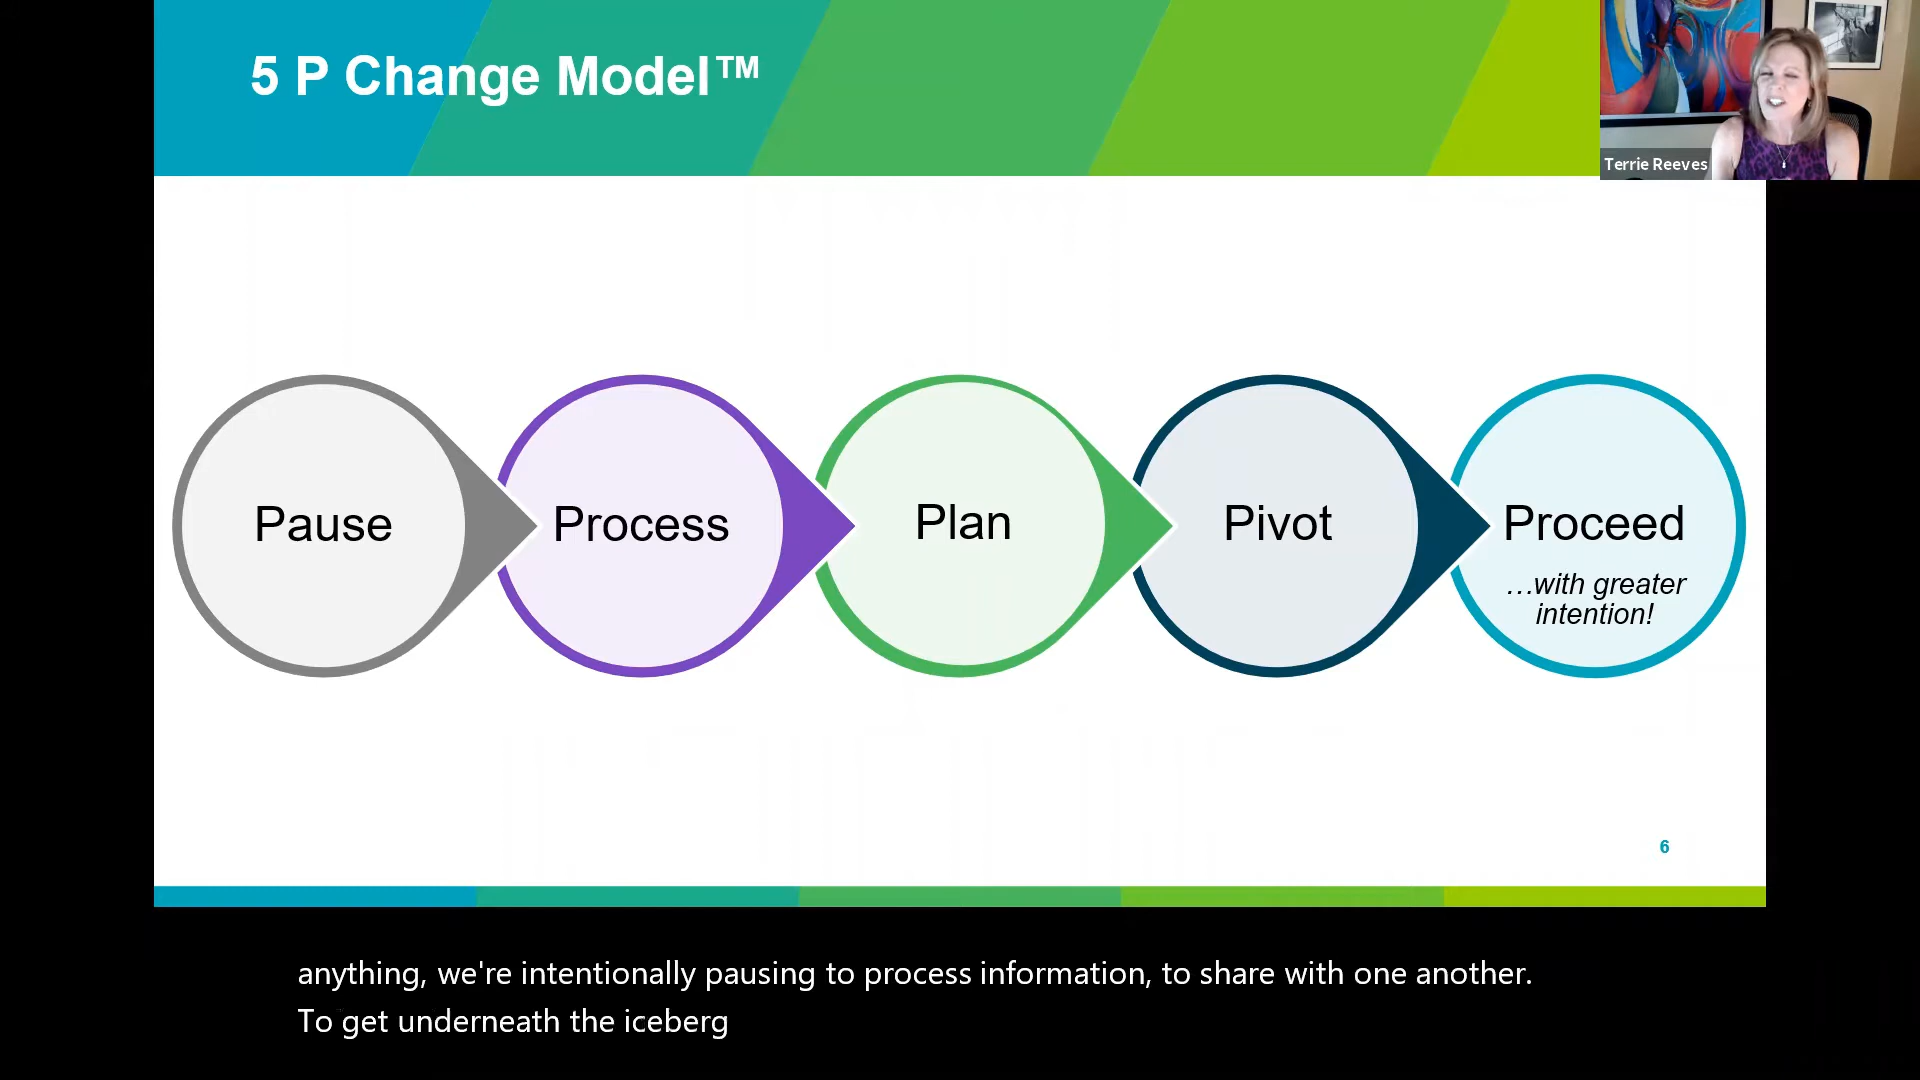 5 P Change Model™
Terrie Reeves
Pause
Process
Plan
Pivot
Proceed
...with greater
intention!
6
anything, we're intentionally pausing to process information, to share with one another.
To get underneath the iceberg